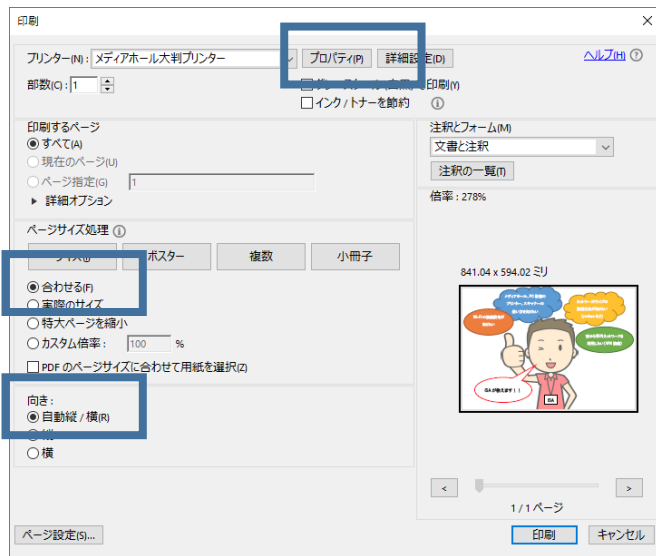 印刷
プリンター(N): メディアホール大判プリンター プロパティ(P) 詳細設定(D) ヘルプ(H)
部数(C): 1
印刷(Y)
インク / トナーを節約
印刷するページ
すべて(A)
現在のページ(U)
ページ指定(G) 1
詳細オプション
注釈とフォーム(M)
文書と注釈
注釈の一覧(T)
倍率 : 278%
ページサイズ処理
ポスター 複数 小冊子
合わせる(F)
実際のサイズ
特大ページを縮小
カスタム倍率 : 100 %
PDF のページサイズに合わせて用紙を選択(Z)
841.04 x 594.02 ミリ
向き :
自動縦 / 横(R)
横
< >
1 / 1 ページ
ページ設定(S)... 印刷 キャンセル